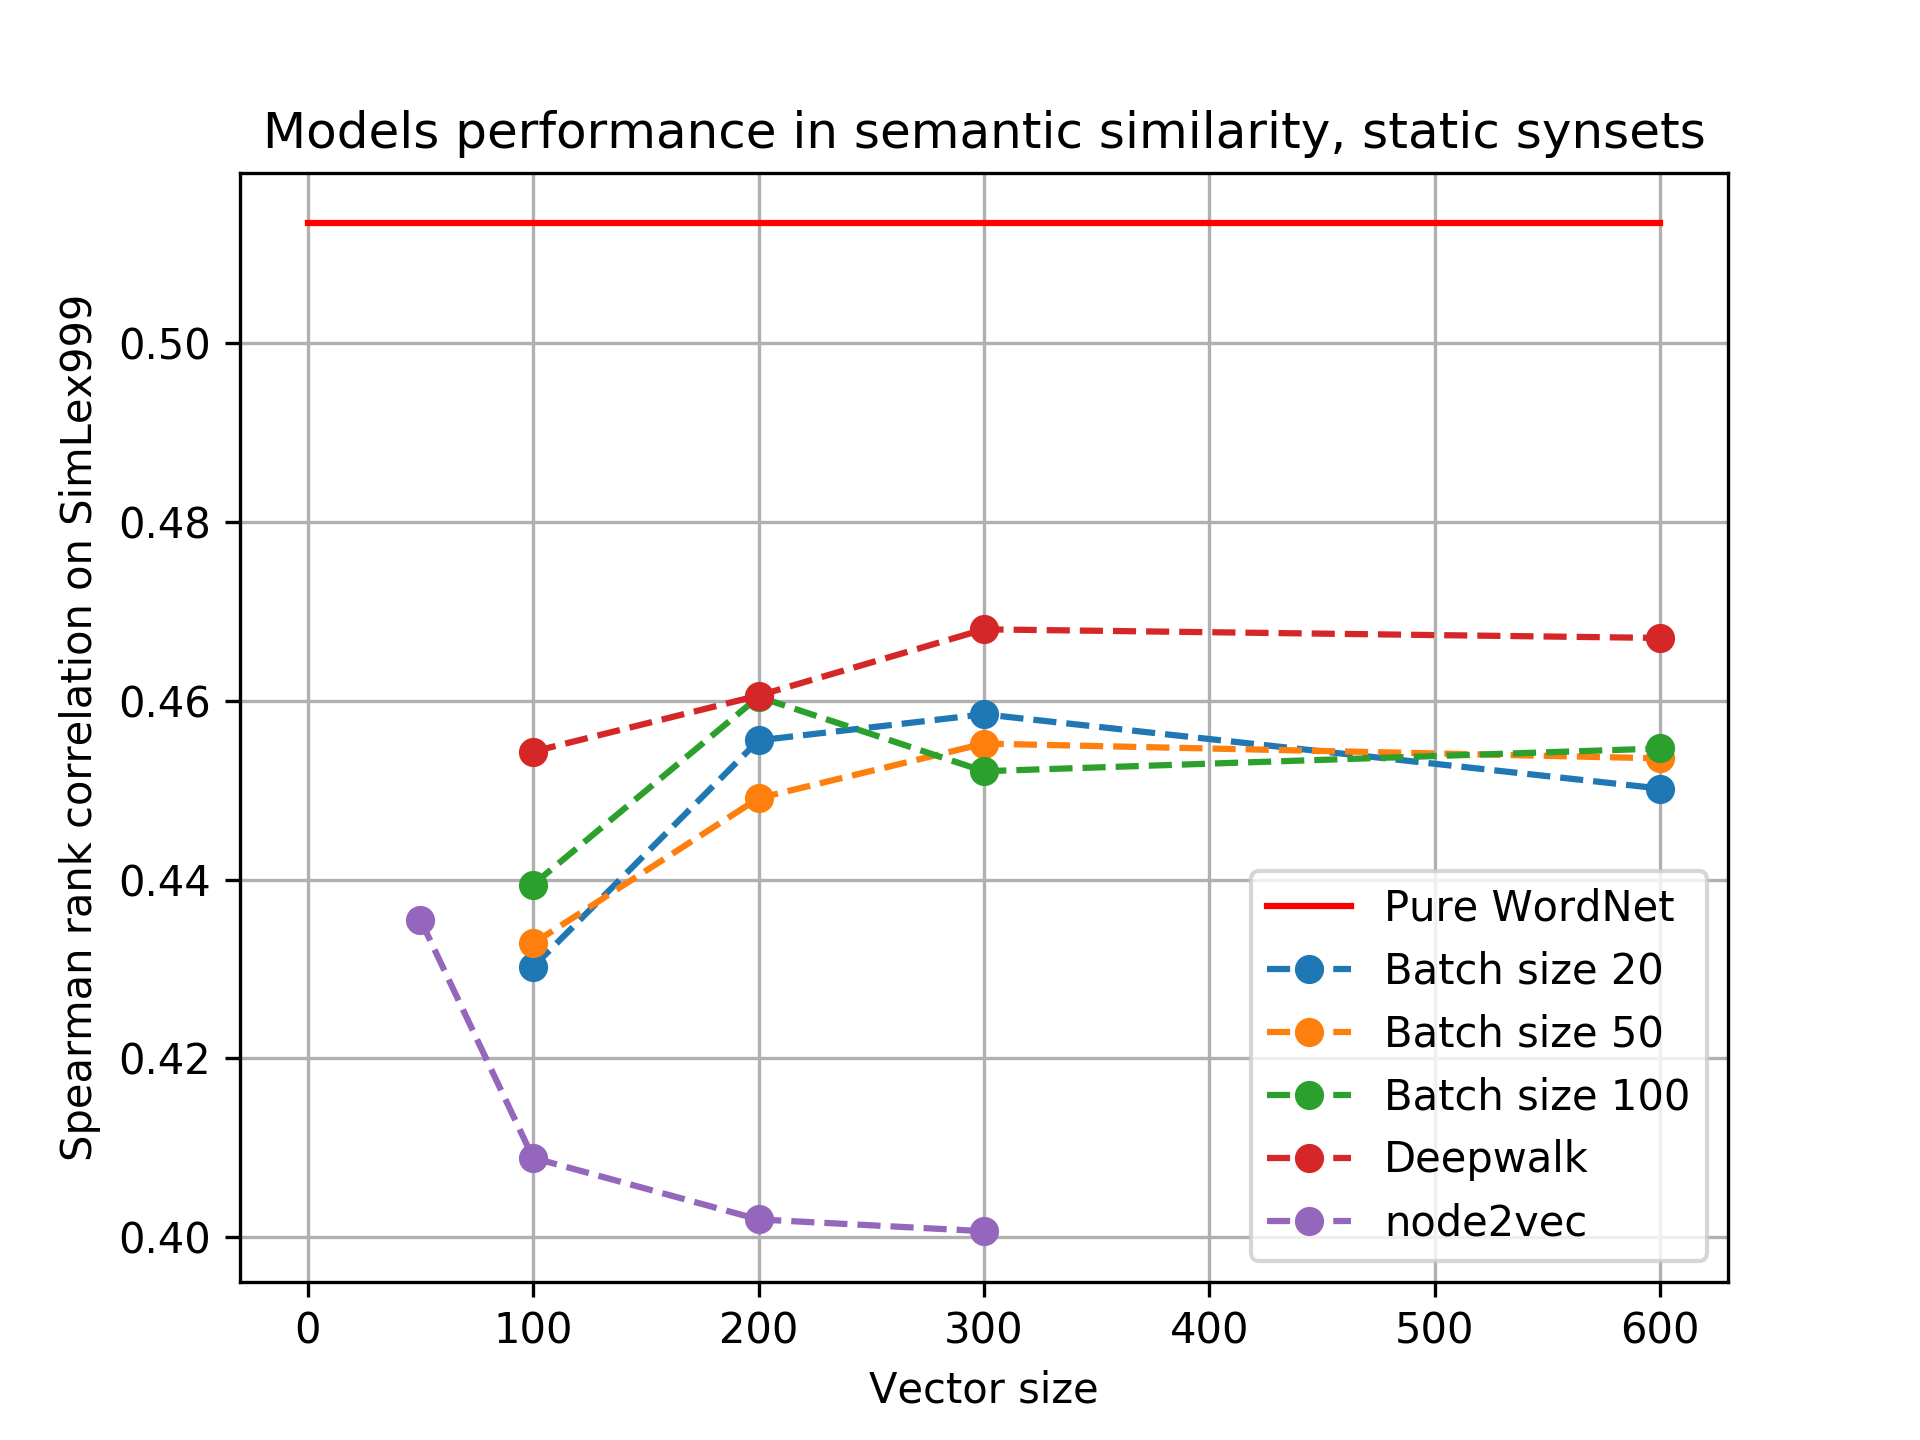 Models performance in semantic similarity, static synsets
Spearman rank correlation on SimLex999
0.50
0.48
0.46
0.44
0.42
0.40
0 100 200 300 400 500 600
Vector size
Pure WordNet
Batch size 20
Batch size 50
Batch size 100
Deepwalk
node2vec